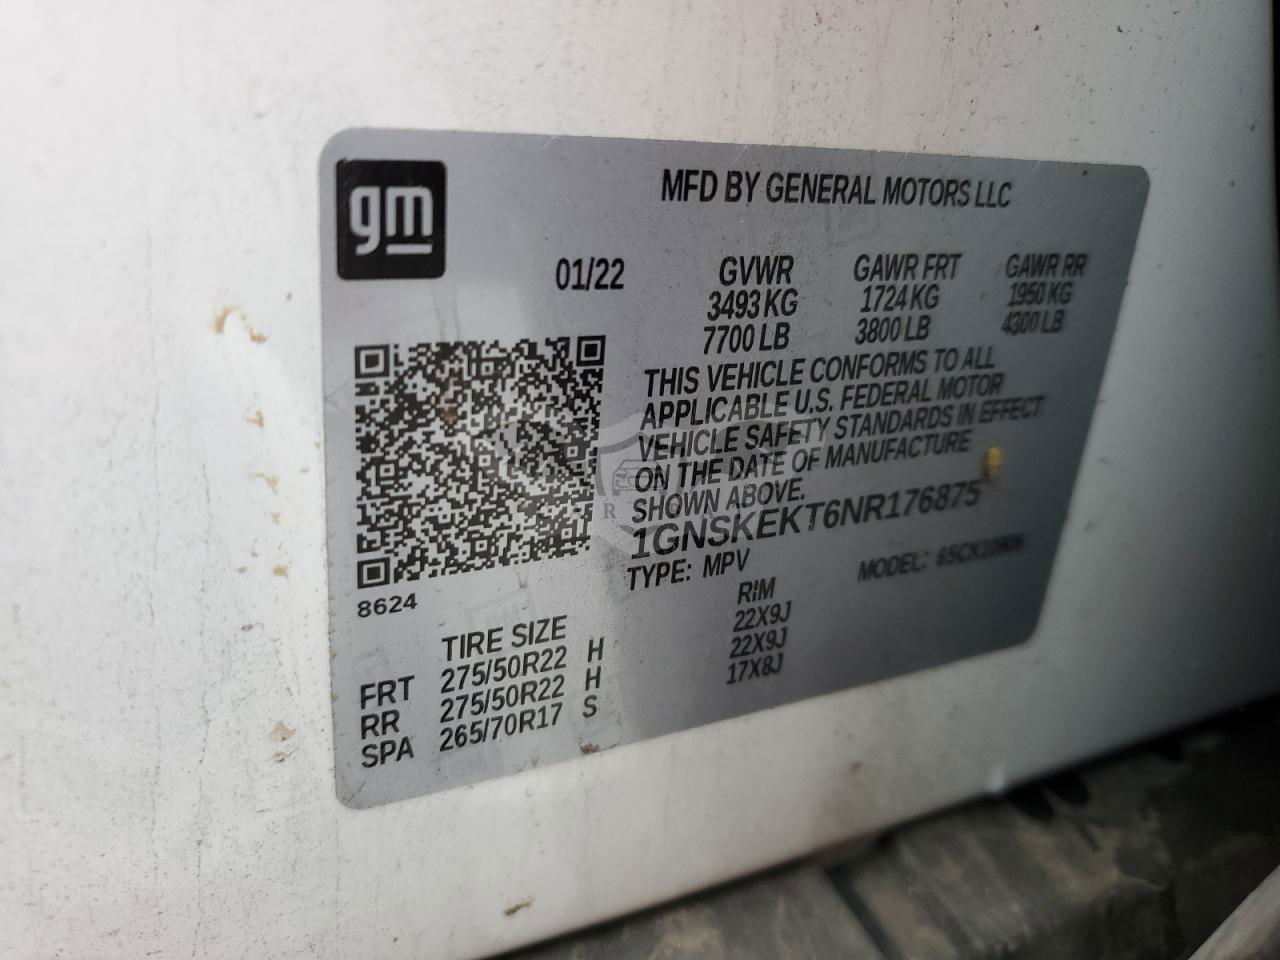 gm
MFD BY GENERAL MOTORS LLC
01/22
GVWR GAWR FRT GAWR RR
3493 KG 1724 KG 1950 KG
7700 LB 3800 LB 4300 LB
THIS VEHICLE CONFORMS TO ALL
APPLICABLE U.S. FEDERAL MOTOR
VEHICLE SAFETY STANDARDS IN EFFECT
ON THE DATE OF MANUFACTURE
SHOWN ABOVE.
1GNSKEKT6NR176875
TYPE: MPV MODEL:
8624
TIRE SIZE RIM
FRT 275/50R22 H 22X9J
RR 275/50R22 H 22X9J
SPA 265/70R17 S 17X8J